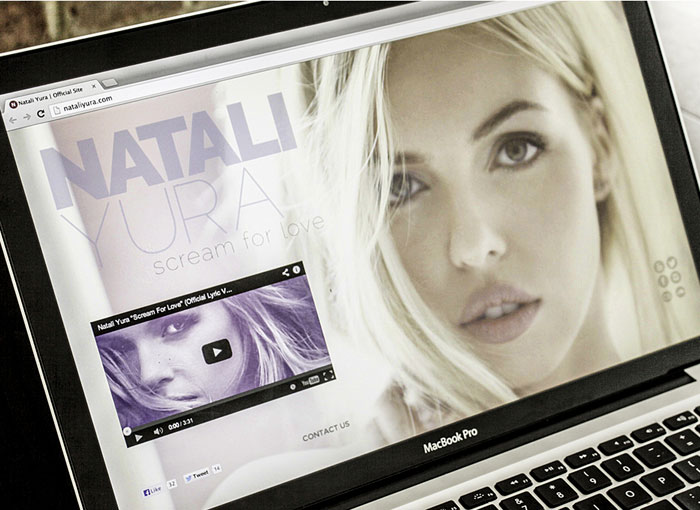 Natali Yura | Official Site
nataliyura.com
NATALI
YURA
scream for love
Natali Yura "Scream For Love" (Official Lyric V...
0:00 / 3:31
YouTube
CONTACT US
Like 32
Tweet 14
MacBook Pro